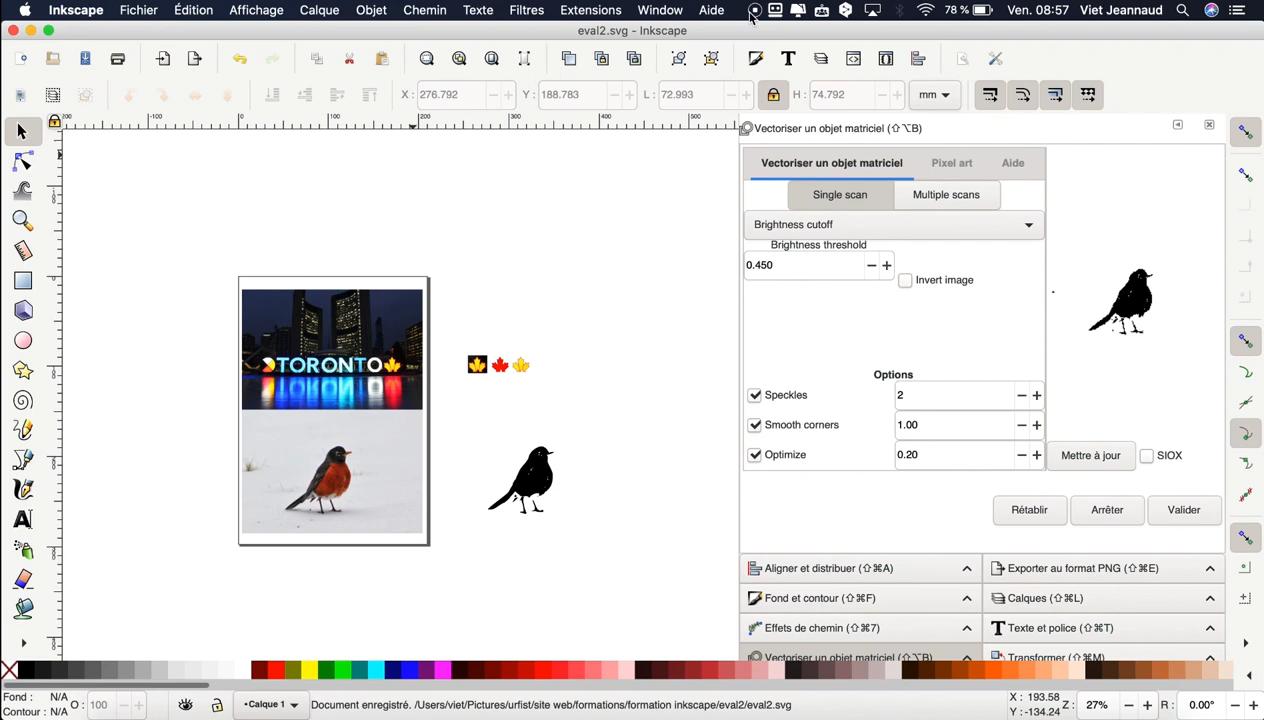 Inkscape Fichier Édition Affichage Calque Objet Chemin Texte Filtres Extensions Window Aide 78 % Ven. 08:57 Viet Jeannaud
eval2.svg - Inkscape
X : 276.792 Y : 188.783 L : 72.993 H : 74.792 mm
Vectoriser un objet matriciel (⇧⌥B)
Vectoriser un objet matriciel Pixel art Aide
Single scan Multiple scans
Brightness cutoff
Brightness threshold
0.450
Invert image
TORONTO
Options
Speckles 2
Smooth corners 1.00
Optimize 0.20 Mettre à jour SIOX
Rétablir Arrêter Valider
Aligner et distribuer (⇧⌘A) Exporter au format PNG (⇧⌘E)
Fond et contour (⇧⌘F) Calques (⇧⌘L)
Effets de chemin (⇧⌘7) Texte et police (⇧⌘T)
Vectoriser un objet matriciel (⇧⌥B) Transformer (⇧⌘M)
Fond : N/A O : 100 •Calque 1 Document enregistré. /Users/viet/Pictures/urfist/site web/formations/formation inkscape/eval2/eval2.svg X : 193.58 Z : 27% R : 0.00°
Contour : N/A Y : -134.24